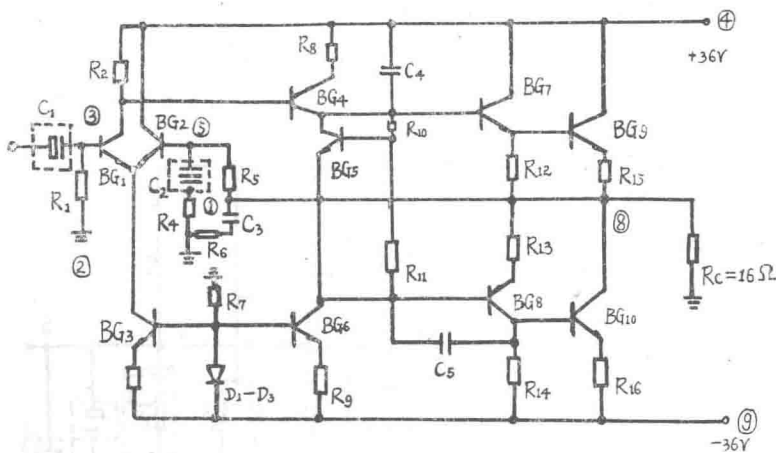 ④
+36V
R2
R8
C4
BG4
BG7
C1
③
BG2
⑤
R10
BG9
BG1
BG5
C2
R5
R12
R15
R1
R4
①
C3
②
R6
⑧
R13
R7
R11
Rc=16Ω
BG8
BG3
BG6
BG10
C5
D1-D3
R9
R14
R16
⑨
-36V